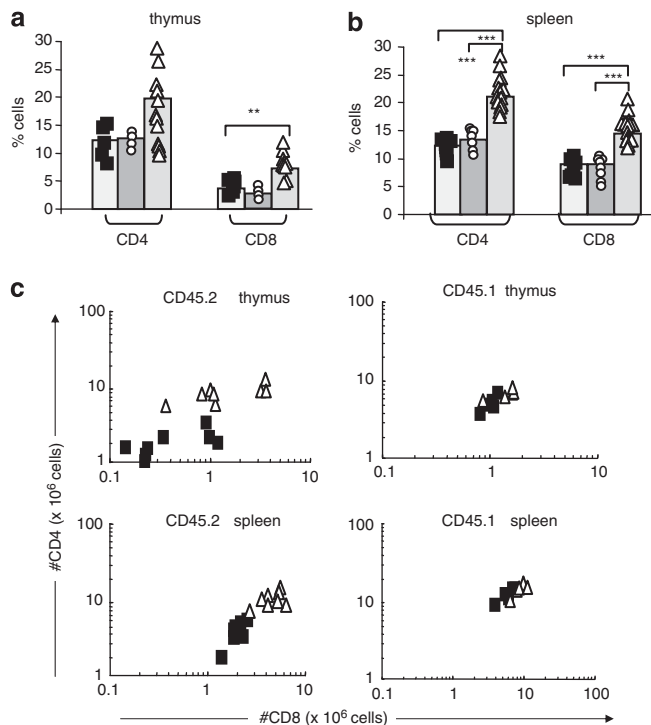 a thymus
30
25
20
15
10
5
0
% cells
**
CD4 CD8
b spleen
30
25
20
15
10
5
0
% cells
***
***
***
***
CD4 CD8
c
CD45.2 thymus
100
10
1
0.1 1 10
CD45.1 thymus
100
10
1
0.1 1 10
CD45.2 spleen
100
10
1
0.1 1 10
CD45.1 spleen
100
10
1
0.1 1 10 100
#CD4 (x 10⁶ cells)
#CD8 (x 10⁶ cells)